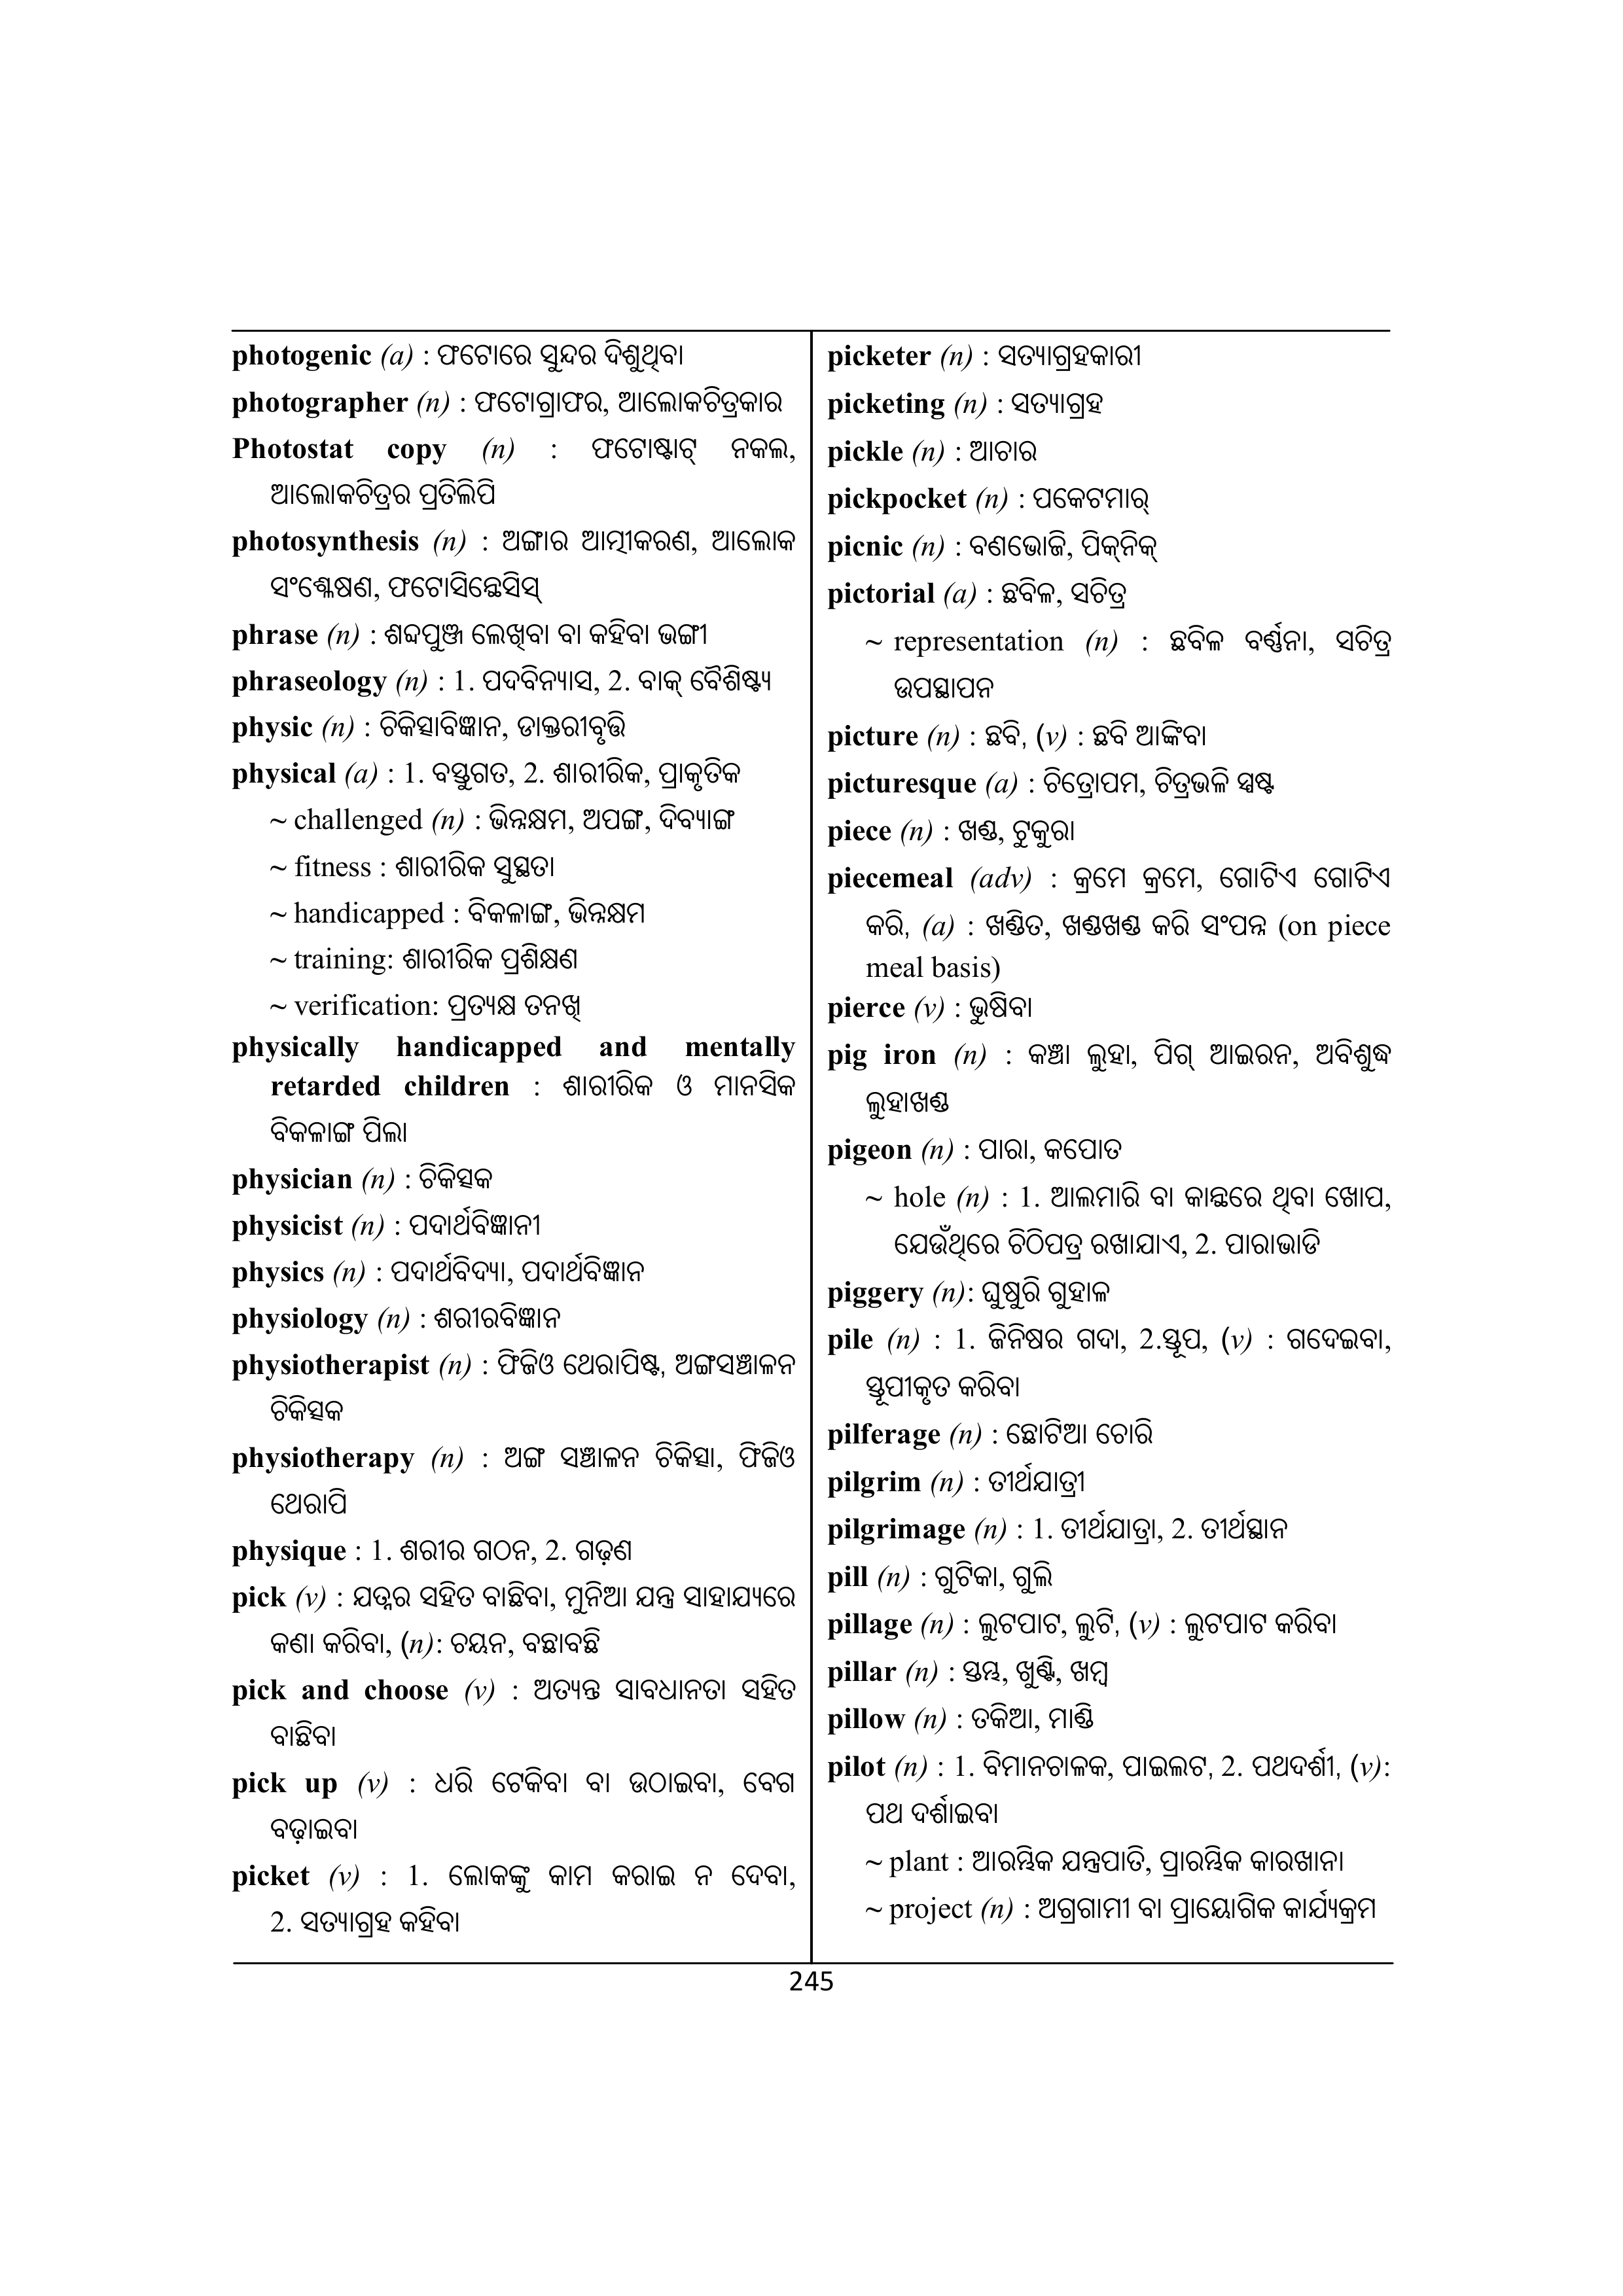 photogenic (a) : ଫଟୋରେ ସୁନ୍ଦର ଦିଶୁଥିବା
photographer (n) : ଫଟୋଗ୍ରାଫର, ଆଲୋକଚିତ୍ରକାର
Photostat copy (n) : ଫଟୋଷ୍ଟାଟ୍ ନକଲ,
ଆଲୋକଚିତ୍ରର ପ୍ରତିଲିପି
photosynthesis (n) : ଅଙ୍ଗାର ଆତ୍ମୀକରଣ, ଆଲୋକ
ସଂଶ୍ଳେଷଣ, ଫଟୋସିନ୍ଥେସିସ୍
phrase (n) : ଶବ୍ଦପୁଞ୍ଜ ଲେଖିବା ବା କହିବା ଭଙ୍ଗୀ
phraseology (n) : 1. ପଦବିନ୍ୟାସ, 2. ବାକ୍ ବୈଶିଷ୍ଟ୍ୟ
physic (n) : ଚିକିତ୍ସାବିଜ୍ଞାନ, ଡାକ୍ତରୀବୃତ୍ତି
physical (a) : 1. ବସ୍ତୁଗତ, 2. ଶାରୀରିକ, ପ୍ରାକୃତିକ
~ challenged (n) : ଭିନ୍ନକ୍ଷମ, ଅପଙ୍ଗ, ଦିବ୍ୟାଙ୍ଗ
~ fitness : ଶାରୀରିକ ସୁସ୍ଥତା
~ handicapped : ବିକଳାଙ୍ଗ, ଭିନ୍ନକ୍ଷମ
~ training: ଶାରୀରିକ ପ୍ରଶିକ୍ଷଣ
~ verification: ପ୍ରତ୍ୟକ୍ଷ ତନଖି
physically handicapped and mentally
retarded children : ଶାରୀରିକ ଓ ମାନସିକ
ବିକଳାଙ୍ଗ ପିଲା
physician (n) : ଚିକିତ୍ସକ
physicist (n) : ପଦାର୍ଥବିଜ୍ଞାନୀ
physics (n) : ପଦାର୍ଥବିଦ୍ୟା, ପଦାର୍ଥବିଜ୍ଞାନ
physiology (n) : ଶରୀରବିଜ୍ଞାନ
physiotherapist (n) : ଫିଜିଓ ଥେରାପିଷ୍ଟ, ଅଙ୍ଗସଞ୍ଚାଳନ
ଚିକିତ୍ସକ
physiotherapy (n) : ଅଙ୍ଗ ସଞ୍ଚାଳନ ଚିକିତ୍ସା, ଫିଜିଓ
ଥେରାପି
physique : 1. ଶରୀର ଗଠନ, 2. ଗଢ଼ଣ
pick (v) : ଯତ୍ନର ସହିତ ବାଛିବା, ମୁନିଆ ଯନ୍ତ୍ର ସାହାଯ୍ୟରେ
କଣା କରିବା, (n): ଚୟନ, ବଛାବଛି
pick and choose (v) : ଅତ୍ୟନ୍ତ ସାବଧାନତା ସହିତ
ବାଛିବା
pick up (v) : ଧରି ଟେକିବା ବା ଉଠାଇବା, ବେଗ
ବଢ଼ାଇବା
picket (v) : 1. ଲୋକଙ୍କୁ କାମ କରାଇ ନ ଦେବା,
2. ସତ୍ୟାଗ୍ରହ କହିବା
picketer (n) : ସତ୍ୟାଗ୍ରହକାରୀ
picketing (n) : ସତ୍ୟାଗ୍ରହ
pickle (n) : ଆଚାର
pickpocket (n) : ପକେଟମାର୍
picnic (n) : ବଣଭୋଜି, ପିକ୍‌ନିକ୍
pictorial (a) : ଛବିଳ, ସଚିତ୍ର
~ representation (n) : ଛବିଳ ବର୍ଣ୍ଣନା, ସଚିତ୍ର
ଉପସ୍ଥାପନ
picture (n) : ଛବି, (v) : ଛବି ଆଙ୍କିବା
picturesque (a) : ଚିତ୍ରୋପମ, ଚିତ୍ରଭଳି ସ୍ପଷ୍ଟ
piece (n) : ଖଣ୍ଡ, ଟୁକୁରା
piecemeal (adv) : କ୍ରମେ କ୍ରମେ, ଗୋଟିଏ ଗୋଟିଏ
କରି, (a) : ଖଣ୍ଡିତ, ଖଣ୍ଡଖଣ୍ଡ କରି ସଂପନ୍ନ (on piece
meal basis)
pierce (v) : ଭୁଷିବା
pig iron (n) : କଞ୍ଚା ଲୁହା, ପିଗ୍ ଆଇରନ, ଅବିଶୁଦ୍ଧ
ଲୁହାଖଣ୍ଡ
pigeon (n) : ପାରା, କପୋତ
~ hole (n) : 1. ଆଲମାରି ବା କାନ୍ଥରେ ଥିବା ଖୋପ,
ଯେଉଁଥିରେ ଚିଠିପତ୍ର ରଖାଯାଏ, 2. ପାରାଭାଡି
piggery (n): ଘୁଷୁରି ଗୁହାଳ
pile (n) : 1. ଜିନିଷର ଗଦା, 2.ସ୍ତୂପ, (v) : ଗଦେଇବା,
ସ୍ତୂପୀକୃତ କରିବା
pilferage (n) : ଛୋଟିଆ ଚୋରି
pilgrim (n) : ତୀର୍ଥଯାତ୍ରୀ
pilgrimage (n) : 1. ତୀର୍ଥଯାତ୍ରା, 2. ତୀର୍ଥସ୍ଥାନ
pill (n) : ଗୁଟିକା, ଗୁଲି
pillage (n) : ଲୁଟପାଟ, ଲୁଟି, (v) : ଲୁଟପାଟ କରିବା
pillar (n) : ସ୍ତମ୍ଭ, ଖୁଣ୍ଟି, ଖମ୍ବ
pillow (n) : ତକିଆ, ମାଣ୍ଡି
pilot (n) : 1. ବିମାନଚାଳକ, ପାଇଲଟ, 2. ପଥଦର୍ଶୀ, (v):
ପଥ ଦର୍ଶାଇବା
~ plant : ଆରମ୍ଭିକ ଯନ୍ତ୍ରପାତି, ପ୍ରାରମ୍ଭିକ କାରଖାନା
~ project (n) : ଅଗ୍ରଗାମୀ ବା ପ୍ରାୟୋଗିକ କାର୍ଯ୍ୟକ୍ରମ
245